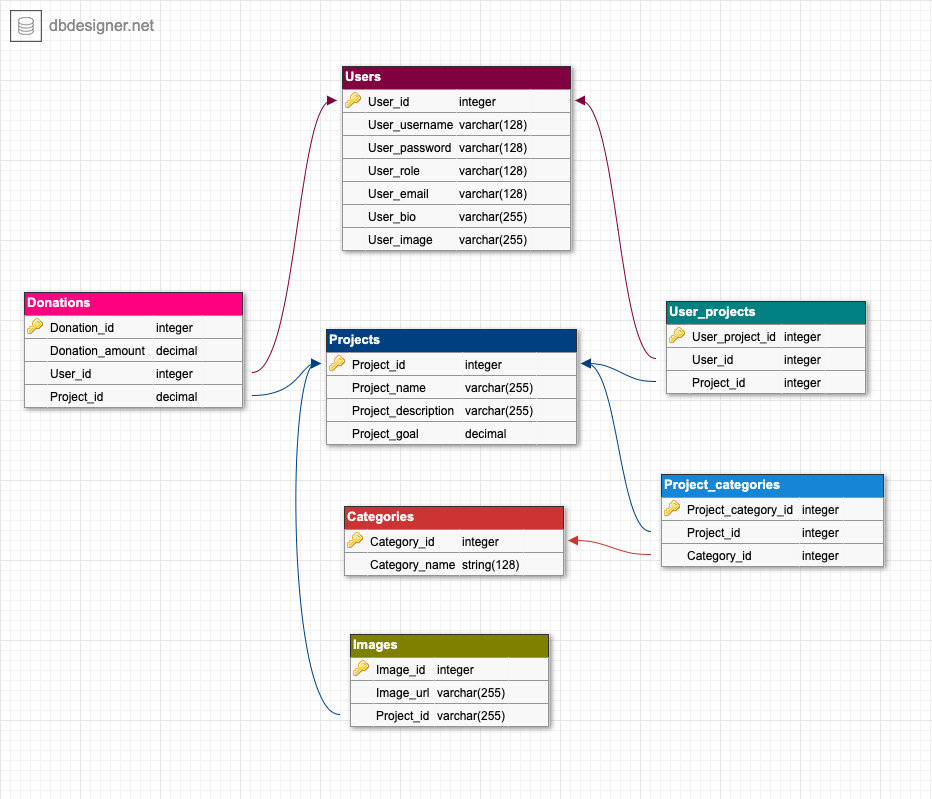 dbdesigner.net
Users
User_id integer
User_username varchar(128)
User_password varchar(128)
User_role varchar(128)
User_email varchar(128)
User_bio varchar(255)
User_image varchar(255)
Donations
Donation_id integer
Donation_amount decimal
User_id integer
Project_id decimal
Projects
Project_id integer
Project_name varchar(255)
Project_description varchar(255)
Project_goal decimal
User_projects
User_project_id integer
User_id integer
Project_id integer
Project_categories
Project_category_id integer
Project_id integer
Category_id integer
Categories
Category_id integer
Category_name string(128)
Images
Image_id integer
Image_url varchar(255)
Project_id varchar(255)